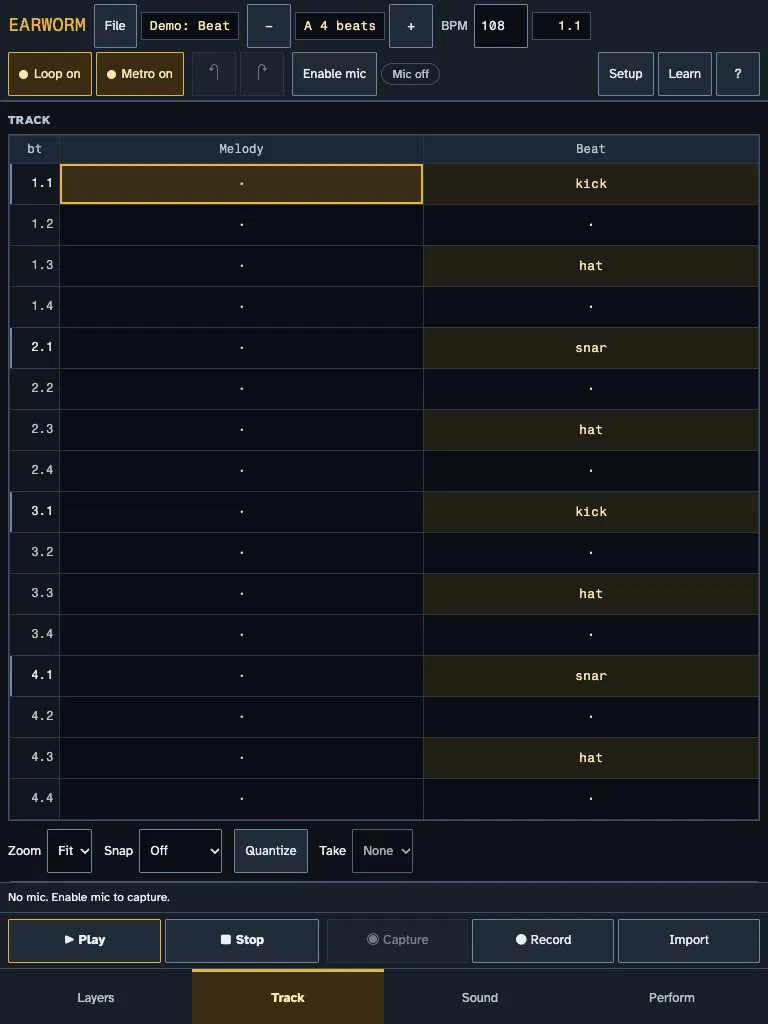 EARWORM File Demo: Beat – A 4 beats + BPM 108 1.1
● Loop on ● Metro on Enable mic Mic off Setup Learn ?
TRACK
bt Melody Beat
1.1 · kick
1.2 · ·
1.3 · hat
1.4 · ·
2.1 · snar
2.2 · ·
2.3 · hat
2.4 · ·
3.1 · kick
3.2 · ·
3.3 · hat
3.4 · ·
4.1 · snar
4.2 · ·
4.3 · hat
4.4 · ·
Zoom Fit Snap Off Quantize Take None
No mic. Enable mic to capture.
▶ Play ■ Stop ◉ Capture ● Record Import
Layers Track Sound Perform